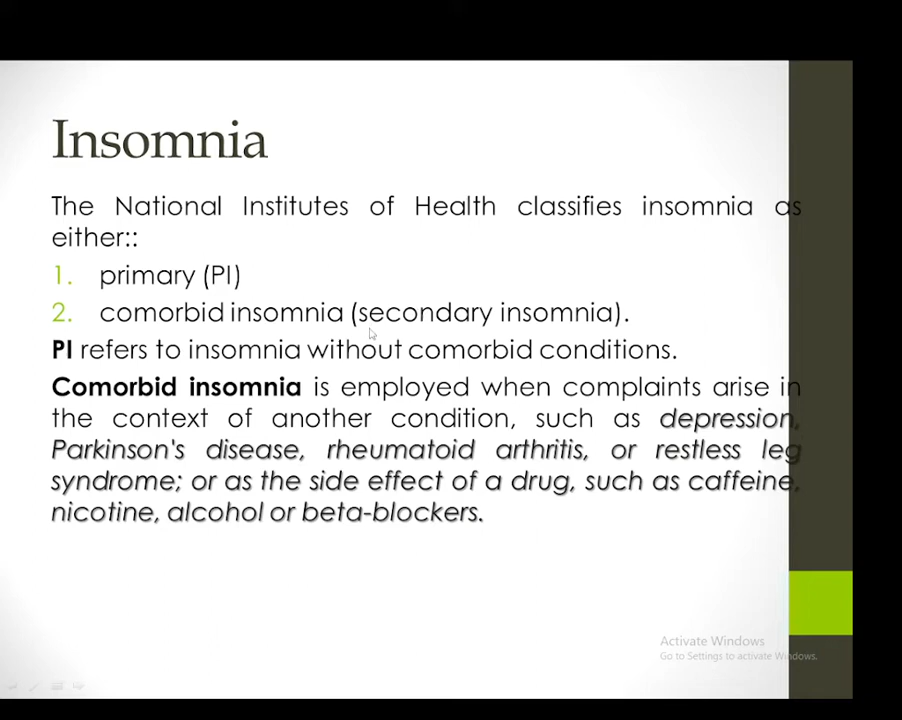 Insomnia
The National Institutes of Health classifies insomnia as
either::
1. primary (PI)
2. comorbid insomnia (secondary insomnia).
PI refers to insomnia without comorbid conditions.
Comorbid insomnia is employed when complaints arise in
the context of another condition, such as depression,
Parkinson's disease, rheumatoid arthritis, or restless leg
syndrome; or as the side effect of a drug, such as caffeine,
nicotine, alcohol or beta-blockers.
Activate Windows
Go to Settings to activate Windows.